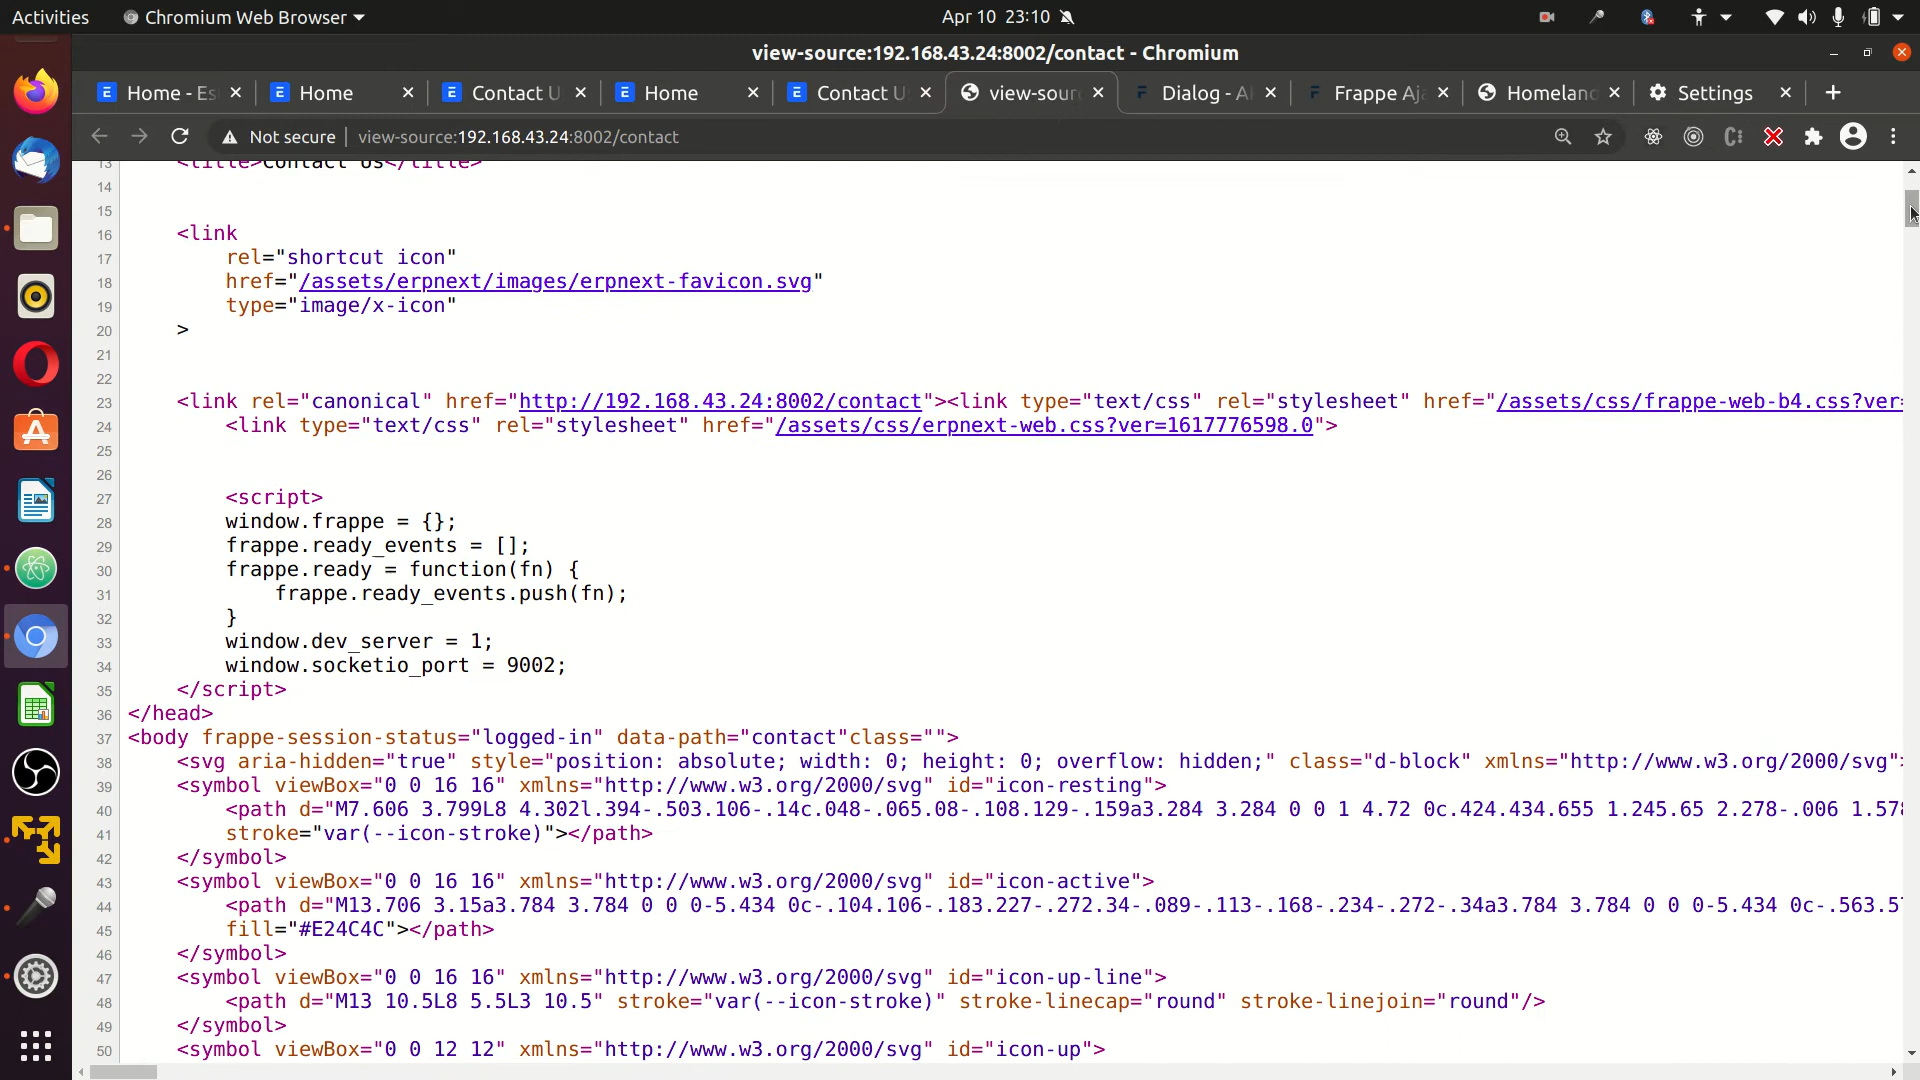 Activities
Chromium Web Browser
Apr 10 23:10
view-source:192.168.43.24:8002/contact - Chromium
Home - Es
Home
Contact U
Home
Contact U
view-sour
Dialog - A
Frappe Aj
Homelanc
Settings
Not secure
view-source:192.168.43.24:8002/contact
13 <title>Contact Us</title>
14
15
16 <link
17 rel="shortcut icon"
18 href="/assets/erpnext/images/erpnext-favicon.svg"
19 type="image/x-icon"
20 >
21
22
23 <link rel="canonical" href="http://192.168.43.24:8002/contact"><link type="text/css" rel="stylesheet" href="/assets/css/frappe-web-b4.css?ver=
24 <link type="text/css" rel="stylesheet" href="/assets/css/erpnext-web.css?ver=1617776598.0">
25
26
27 <script>
28 window.frappe = {};
29 frappe.ready_events = [];
30 frappe.ready = function(fn) {
31 frappe.ready_events.push(fn);
32 }
33 window.dev_server = 1;
34 window.socketio_port = 9002;
35 </script>
36 </head>
37 <body frappe-session-status="logged-in" data-path="contact"class="">
38 <svg aria-hidden="true" style="position: absolute; width: 0; height: 0; overflow: hidden;" class="d-block" xmlns="http://www.w3.org/2000/svg">
39 <symbol viewBox="0 0 16 16" xmlns="http://www.w3.org/2000/svg" id="icon-resting">
40 <path d="M7.606 3.799L8 4.302l.394-.503.106-.14c.048-.065.08-.108.129-.159a3.284 3.284 0 0 1 4.72 0c.424.434.655 1.245.65 2.278-.006 1.578
41 stroke="var(--icon-stroke)"></path>
42 </symbol>
43 <symbol viewBox="0 0 16 16" xmlns="http://www.w3.org/2000/svg" id="icon-active">
44 <path d="M13.706 3.15a3.784 3.784 0 0 0-5.434 0c-.104.106-.183.227-.272.34-.089-.113-.168-.234-.272-.34a3.784 3.784 0 0 0-5.434 0c-.563.57
45 fill="#E24C4C"></path>
46 </symbol>
47 <symbol viewBox="0 0 16 16" xmlns="http://www.w3.org/2000/svg" id="icon-up-line">
48 <path d="M13 10.5L8 5.5L3 10.5" stroke="var(--icon-stroke)" stroke-linecap="round" stroke-linejoin="round"/>
49 </symbol>
50 <symbol viewBox="0 0 12 12" xmlns="http://www.w3.org/2000/svg" id="icon-up">